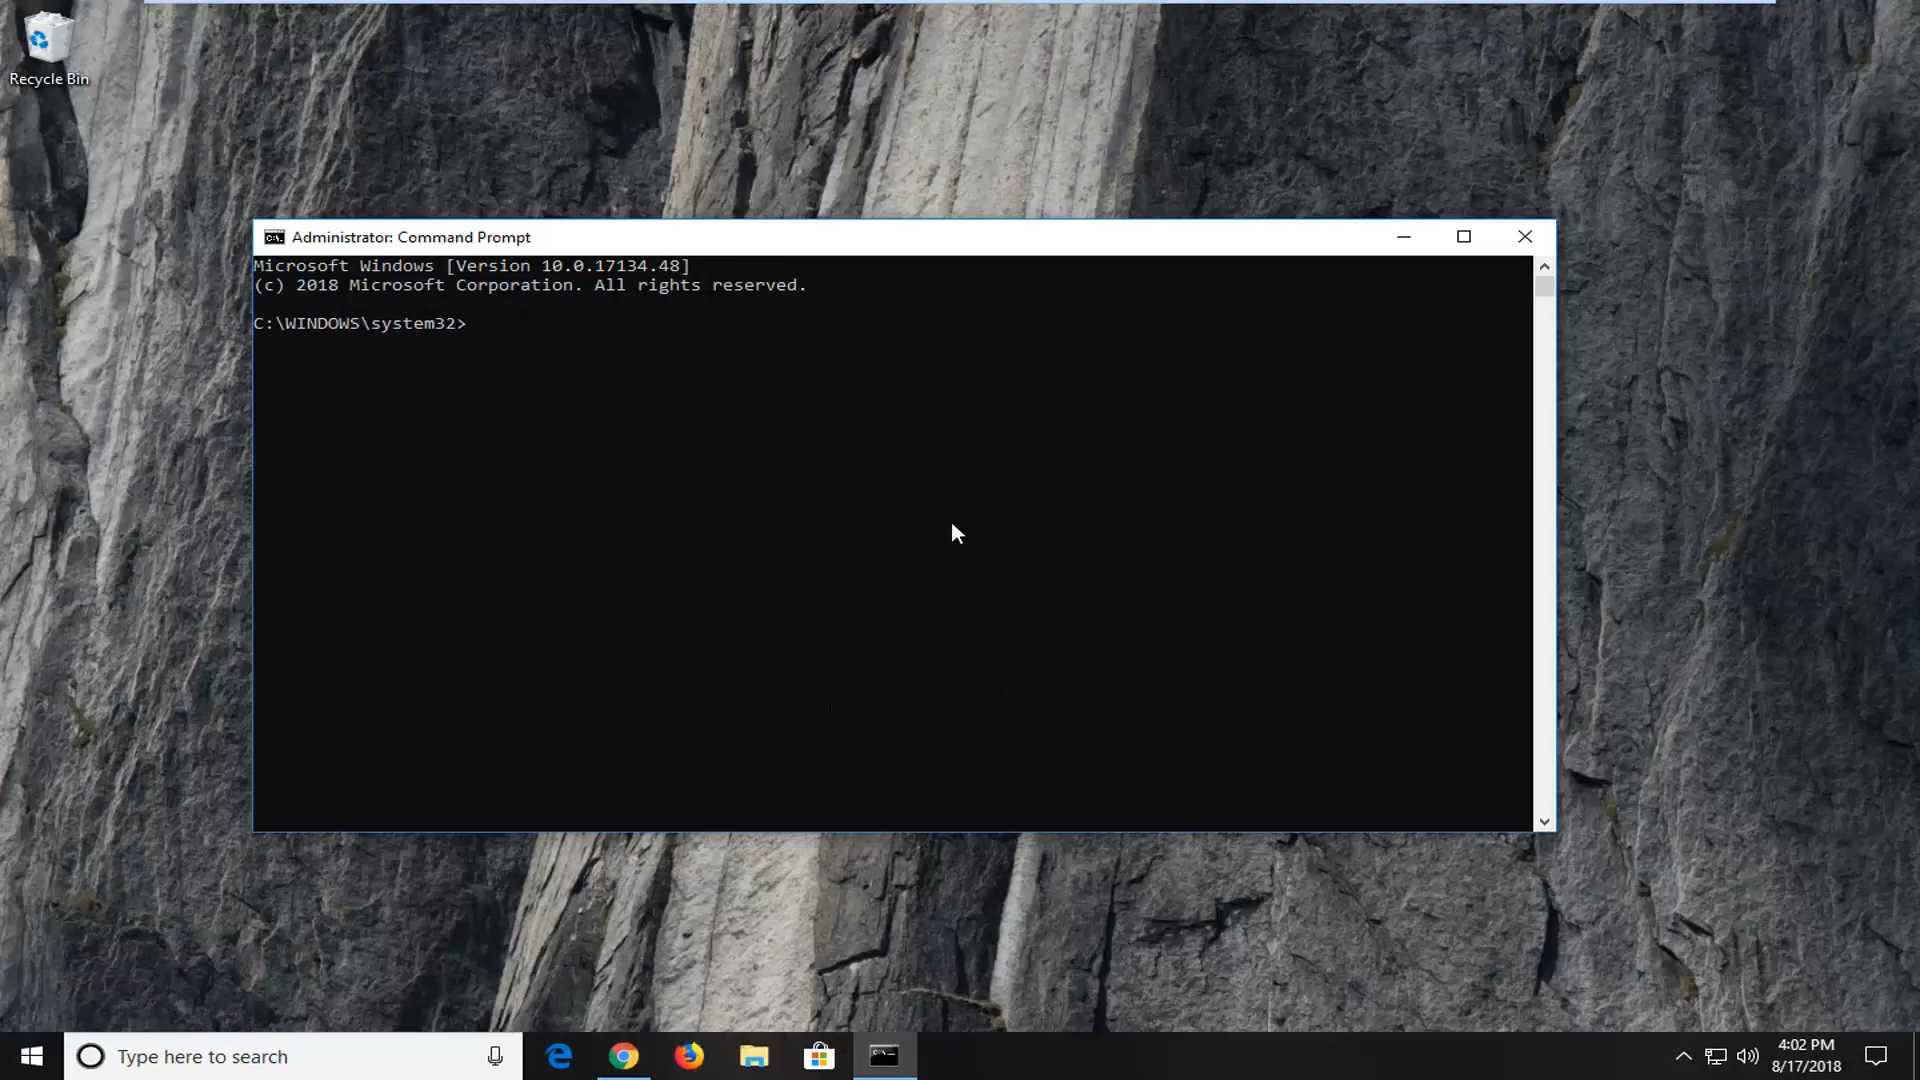 Recycle Bin
Administrator: Command Prompt
Microsoft Windows [Version 10.0.17134.48]
(c) 2018 Microsoft Corporation. All rights reserved.
C:\WINDOWS\system32>
Type here to search
4:02 PM
8/17/2018